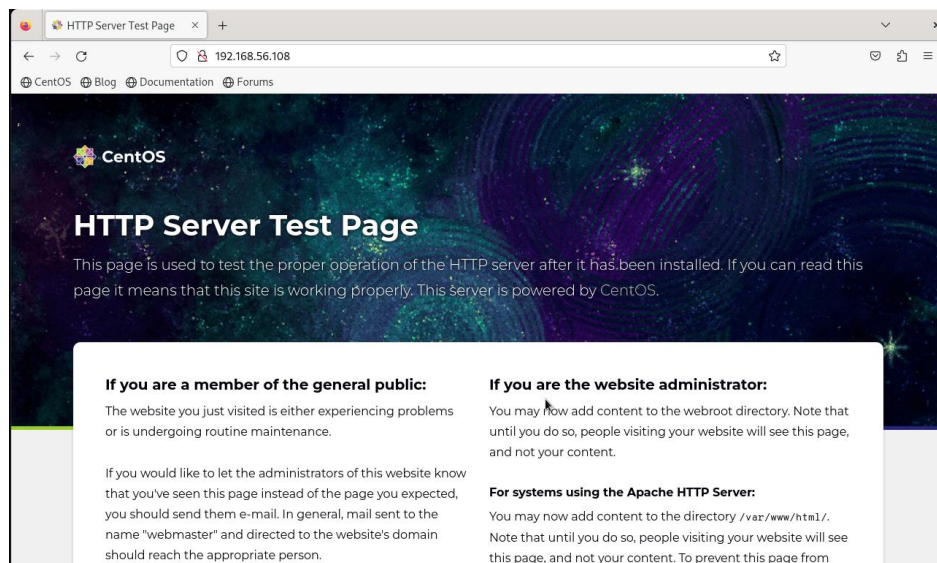 HTTP Server Test Page
192.168.56.108
CentOS Blog Documentation Forums
CentOS
HTTP Server Test Page
This page is used to test the proper operation of the HTTP server after it has been installed. If you can read this
page it means that this site is working properly. This server is powered by CentOS.
If you are a member of the general public:
The website you just visited is either experiencing problems
or is undergoing routine maintenance.
If you would like to let the administrators of this website know
that you've seen this page instead of the page you expected,
you should send them e-mail. In general, mail sent to the
name "webmaster" and directed to the website's domain
should reach the appropriate person.
If you are the website administrator:
You may now add content to the webroot directory. Note that
until you do so, people visiting your website will see this page,
and not your content.
For systems using the Apache HTTP Server:
You may now add content to the directory /var/www/html/.
Note that until you do so, people visiting your website will see
this page, and not your content. To prevent this page from